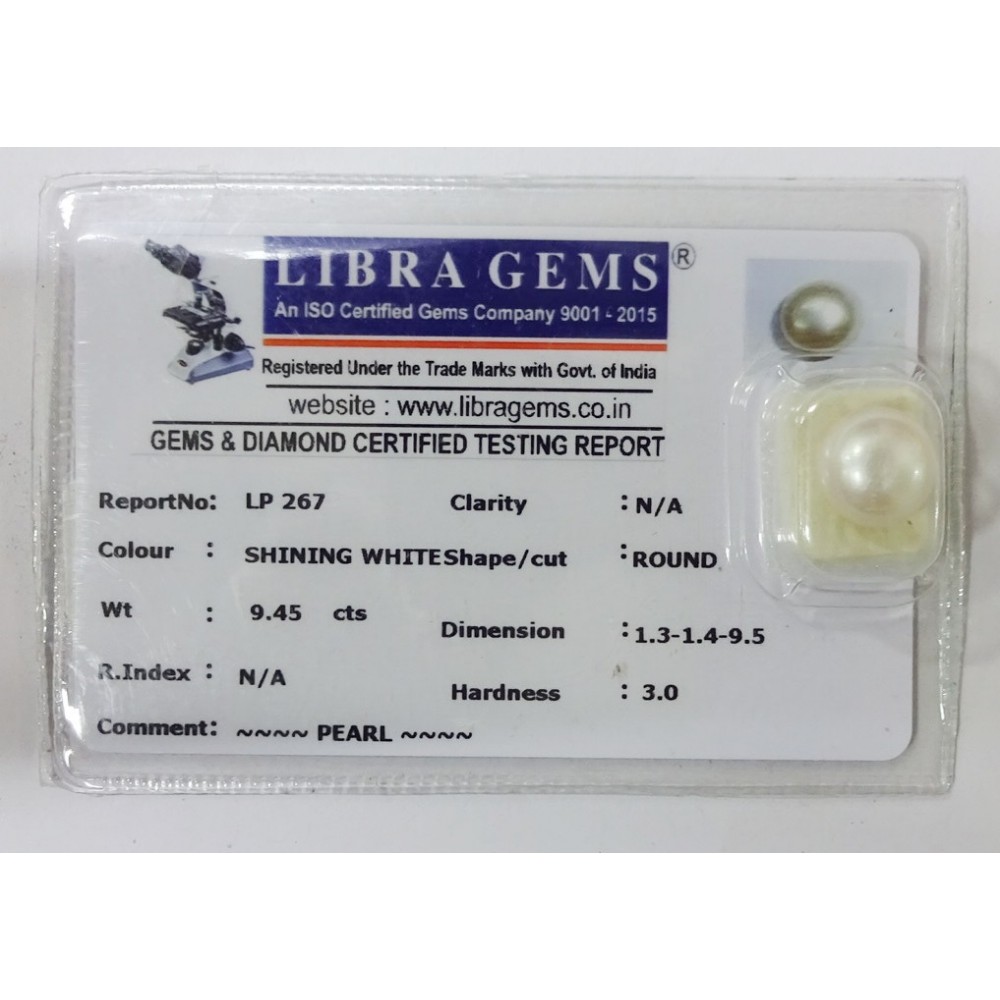 LIBRA GEMS ®
An ISO Certified Gems Company 9001 - 2015
Registered Under the Trade Marks with Govt. of India
website : www.libragems.co.in
GEMS & DIAMOND CERTIFIED TESTING REPORT
ReportNo: LP 267 Clarity : N/A
Colour : SHINING WHITE Shape/cut : ROUND
Wt : 9.45 cts Dimension : 1.3-1.4-9.5
R.Index : N/A Hardness : 3.0
Comment: ~~~~ PEARL ~~~~